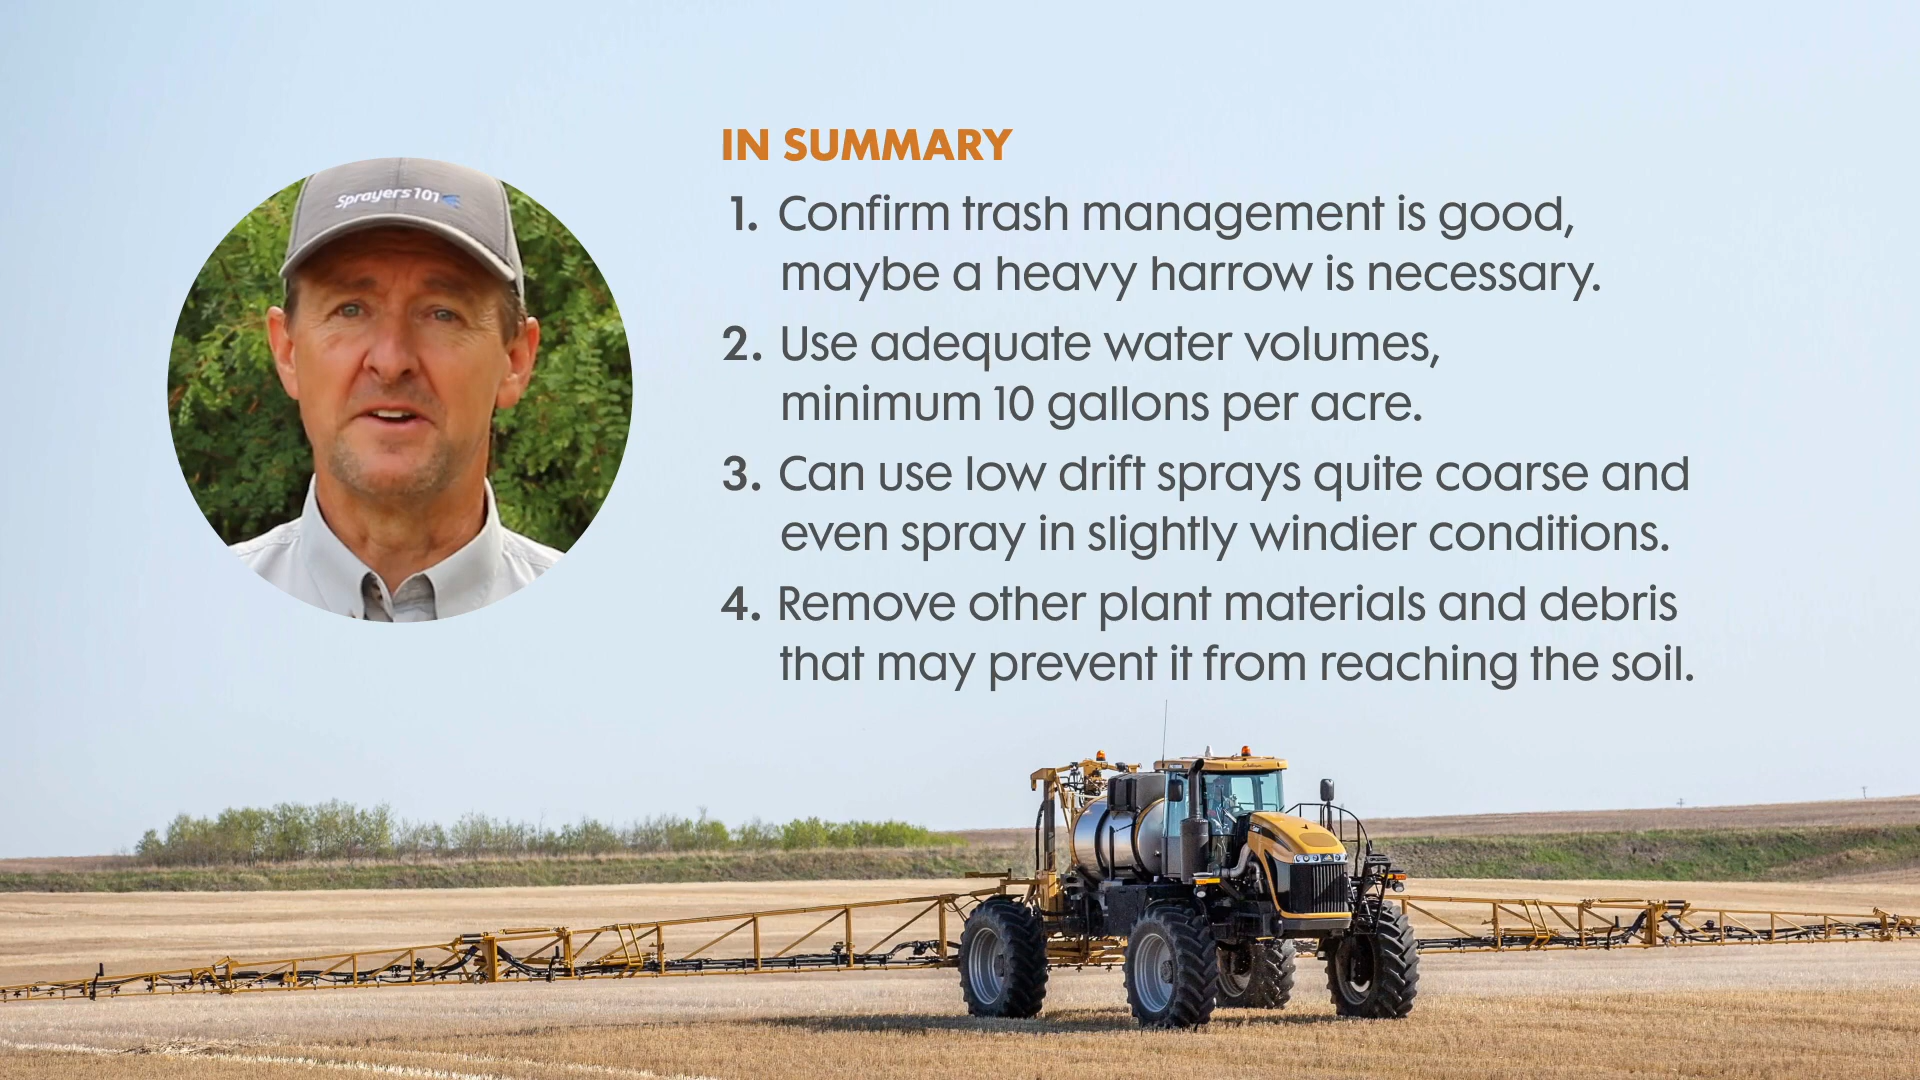 Sprayers 101
IN SUMMARY
1. Confirm trash management is good,
maybe a heavy harrow is necessary.
2. Use adequate water volumes,
minimum 10 gallons per acre.
3. Can use low drift sprays quite coarse and
even spray in slightly windier conditions.
4. Remove other plant materials and debris
that may prevent it from reaching the soil.